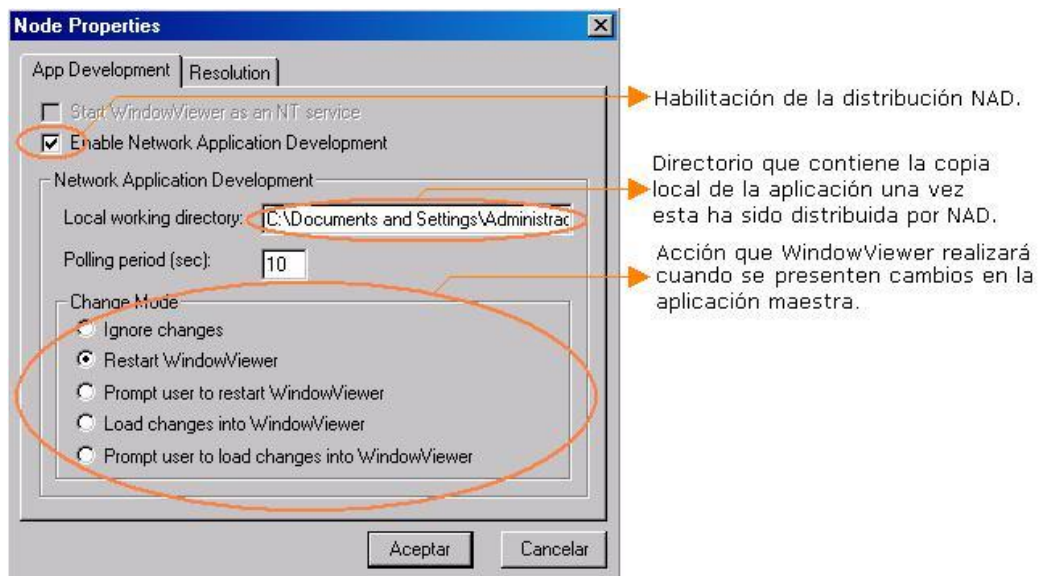 Node Properties
App Development
Resolution
Start WindowViewer as an NT service
Enable Network Application Development
Network Application Development
Local working directory: C:\Documents and Settings\Administrac
Polling period (sec): 10
Change Mode
Ignore changes
Restart WindowViewer
Prompt user to restart WindowViewer
Load changes into WindowViewer
Prompt user to load changes into WindowViewer
Aceptar
Cancelar
Habilitación de la distribución NAD.
Directorio que contiene la copia
local de la aplicación una vez
esta ha sido distribuida por NAD.
Acción que WindowViewer realizará
cuando se presenten cambios en la
aplicación maestra.